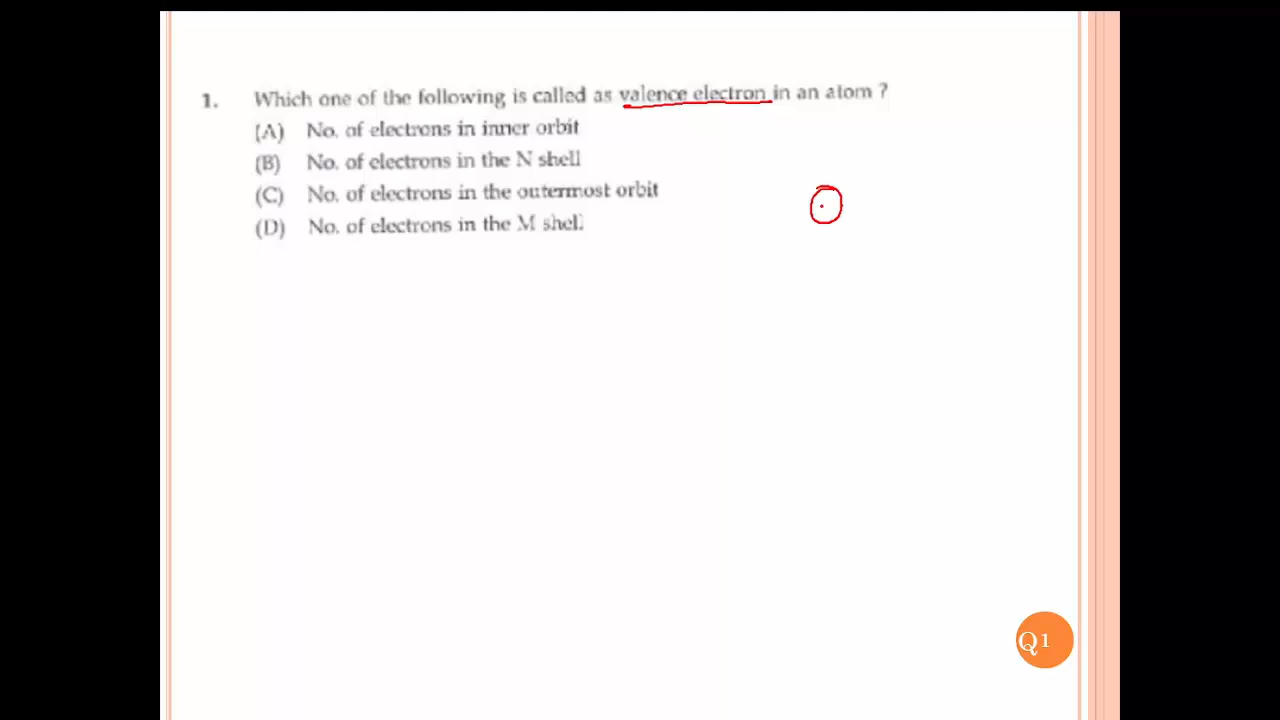 1. Which one of the following is called as valence electron in an atom ?
(A) No. of electrons in inner orbit
(B) No. of electrons in the N shell
(C) No. of electrons in the outermost orbit
(D) No. of electrons in the M shell
Q1